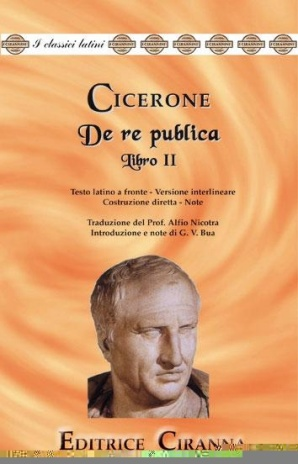 I classici latini
CICERONE
De re publica
Libro II
Testo latino a fronte - Versione interlineare
Costruzione diretta - Note
Traduzione del Prof. Alfio Nicotra
Introduzione e note di G. V. Bua
EDITRICE CIRANNA